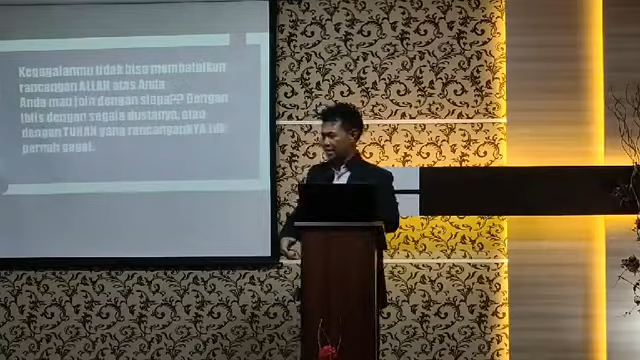 Kegagalanmu tidak bisa membatalkan
rancangan ALLAH atas Anda
Anda mau join dengan siapa?? Dengan
Iblis dengan segala dustanya, atau
dengan TUHAN yang rancanganNYA tdk
pernah gagal.